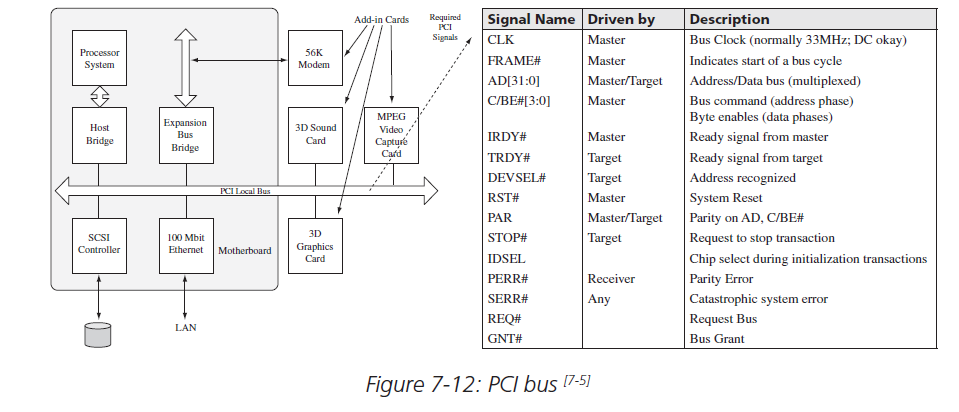 Add-in Cards
Required
PCI
Signals
Processor
System
56K
Modem
Host
Bridge
Expansion
Bus
Bridge
3D Sound
Card
MPEG
Video
Capture
Card
PCI Local Bus
SCSI
Controller
100 Mbit
Ethernet
Motherboard
3D
Graphics
Card
LAN
Signal Name Driven by Description
CLK Master Bus Clock (normally 33MHz; DC okay)
FRAME# Master Indicates start of a bus cycle
AD[31:0] Master/Target Address/Data bus (multiplexed)
C/BE#[3:0] Master Bus command (address phase)
Byte enables (data phases)
IRDY# Master Ready signal from master
TRDY# Target Ready signal from target
DEVSEL# Target Address recognized
RST# Master System Reset
PAR Master/Target Parity on AD, C/BE#
STOP# Target Request to stop transaction
IDSEL Chip select during initialization transactions
PERR# Receiver Parity Error
SERR# Any Catastrophic system error
REQ# Request Bus
GNT# Bus Grant
Figure 7-12: PCI bus [7-5]